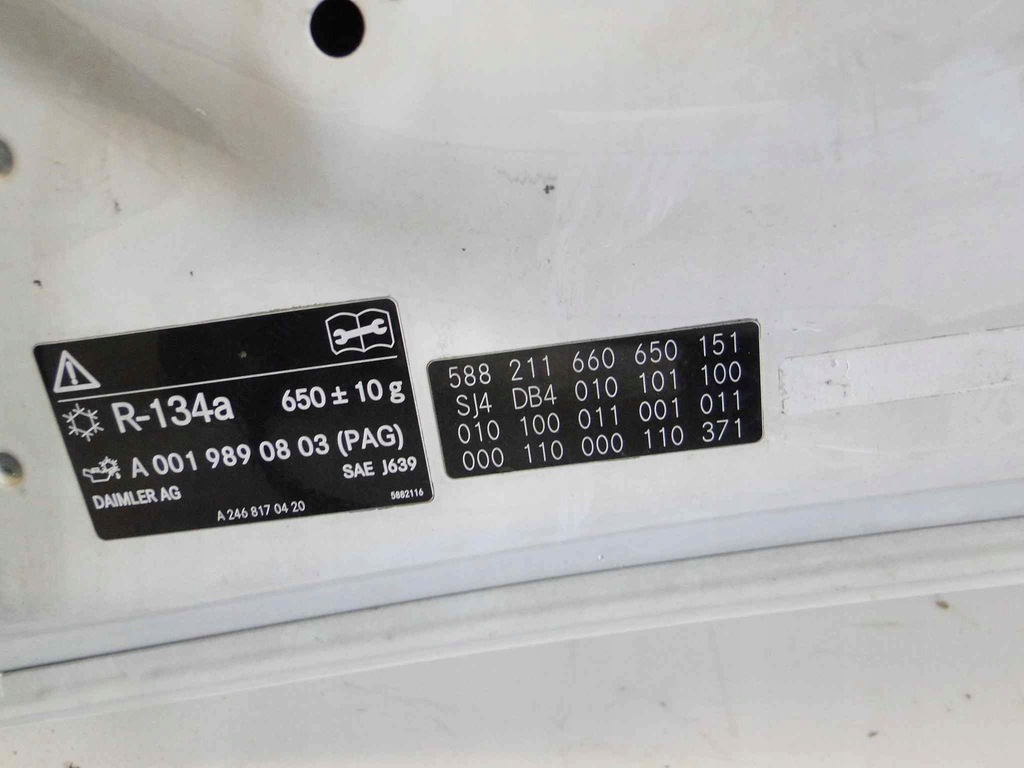 R-134a 650 ± 10 g
A 001 989 08 03 (PAG)
SAE J639
DAIMLER AG
5882116
A 246 817 04 20
588 211 660 650 151
SJ4 DB4 010 101 100
010 100 011 001 011
000 110 000 110 371